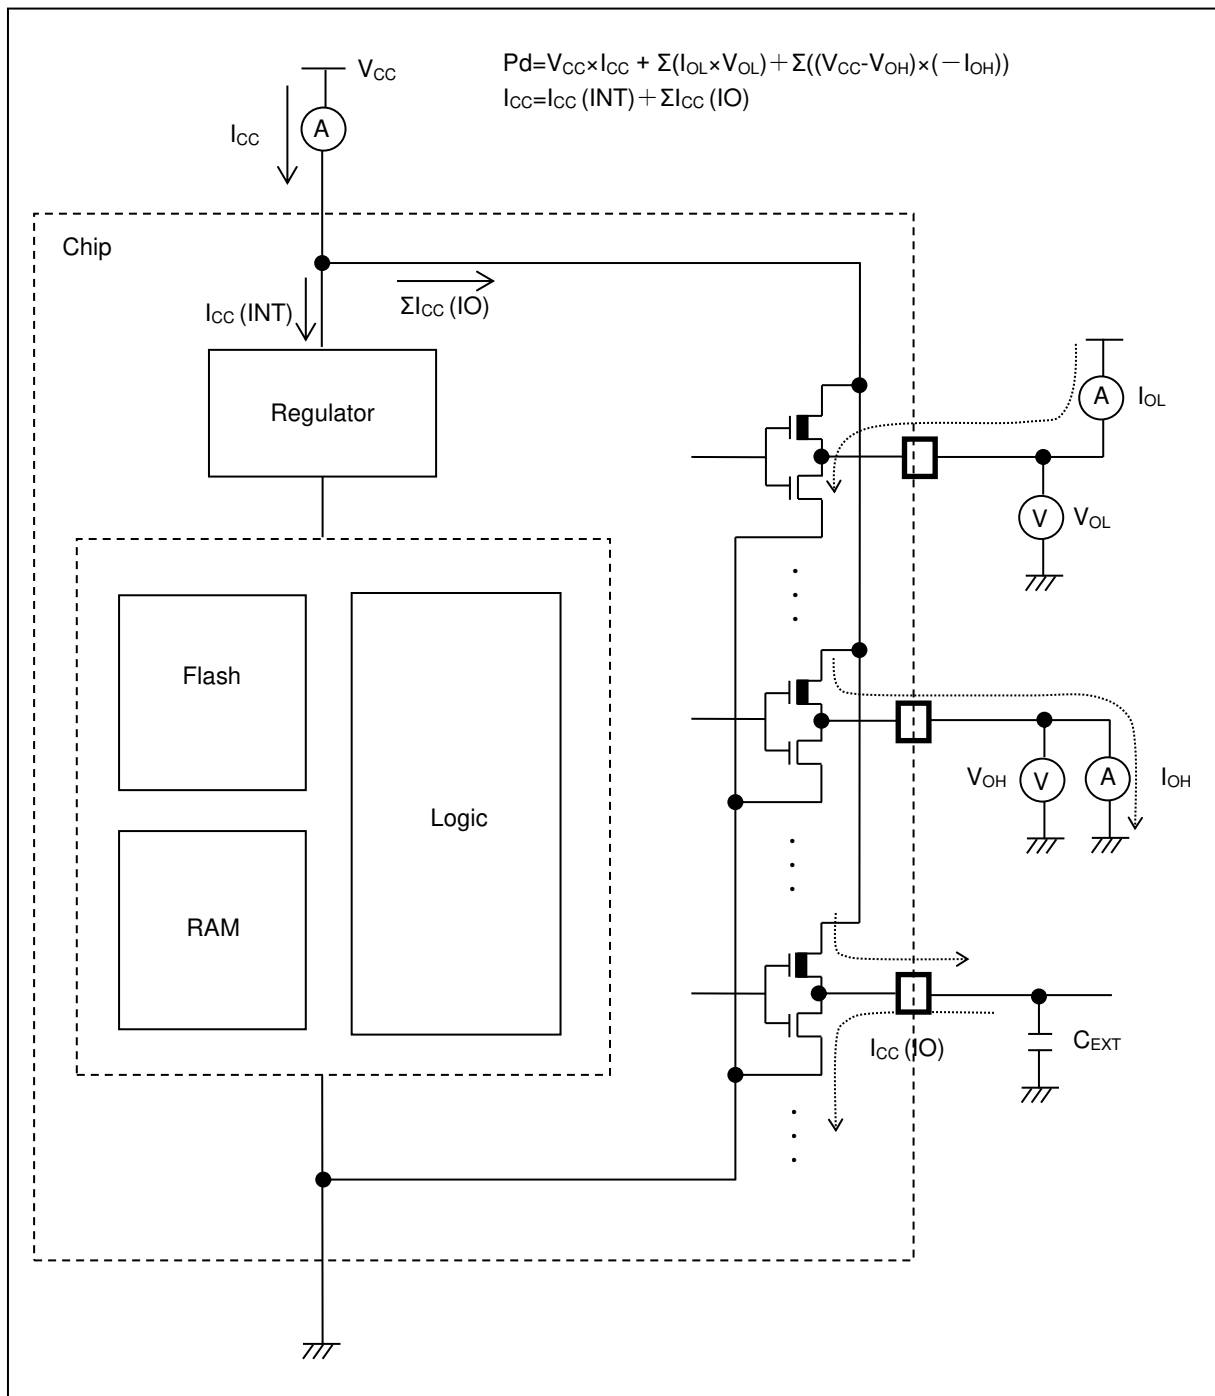 Pd=VCC×ICC + Σ(IOL×VOL)+Σ((VCC-VOH)×(－IOH))
ICC=ICC (INT)+ΣICC (IO)
VCC
A
ICC
Chip
ICC (INT)
ΣICC (IO)
Regulator
A
IOL
V
VOL
Flash
Logic
RAM
VOH
V
A
IOH
ICC (IO)
CEXT